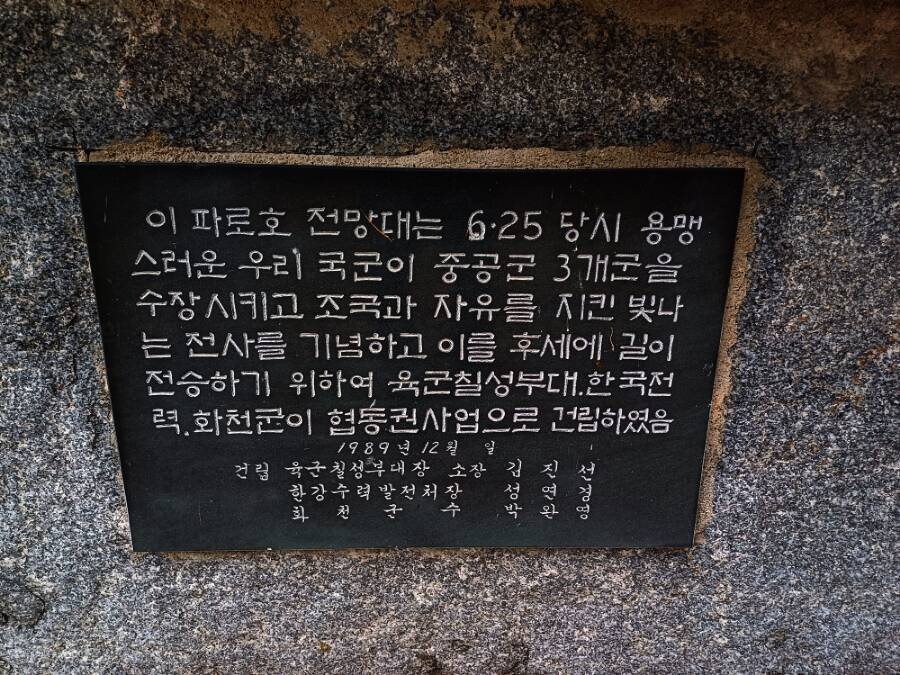 이 파로호 전망대는 6·25 당시 용맹
스러운 우리 국군이 중공군 3개군을
수장시키고 조국과 자유를 지킨 빛나
는 전사를 기념하고 이를 후세에 길이
전승하기 위하여 육군칠성부대.한국전
력.화천군이 협동권사업으로 건립하였음
1989년 12월 일
건립 육군칠성부대장 소장 김진선
한강수력발전처장 성연경
화천군수 박완영